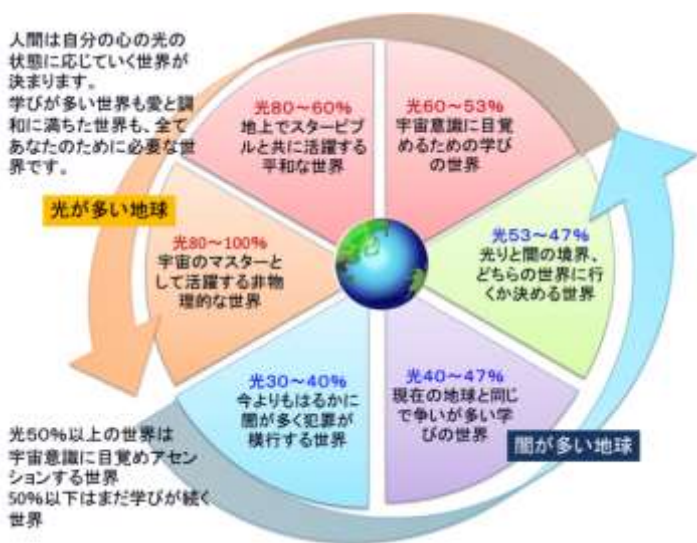 人間は自分の心の光の
状態に応じていく世界が
決まります。
学びが多い世界も愛と調
和に満ちた世界も、全て
あなたのために必要な世
界です。
光80～60%
地上でスターピプ
ルと共に活躍する
平和な世界
光60～53%
宇宙意識に目覚
めるための学び
の世界
光が多い地球
光80～100%
宇宙のマスターと
して活躍する非物
理的な世界
光53～47%
光りと闇の境界、
どちらの世界に行
くか決める世界
光30～40%
今よりもはるかに
闇が多く犯罪が
横行する世界
光40～47%
現在の地球と同じ
で争いが多い学
びの世界
闇が多い地球
光50%以上の世界は
宇宙意識に目覚めアセン
ションする世界
50%以下はまだ学びが続く
世界